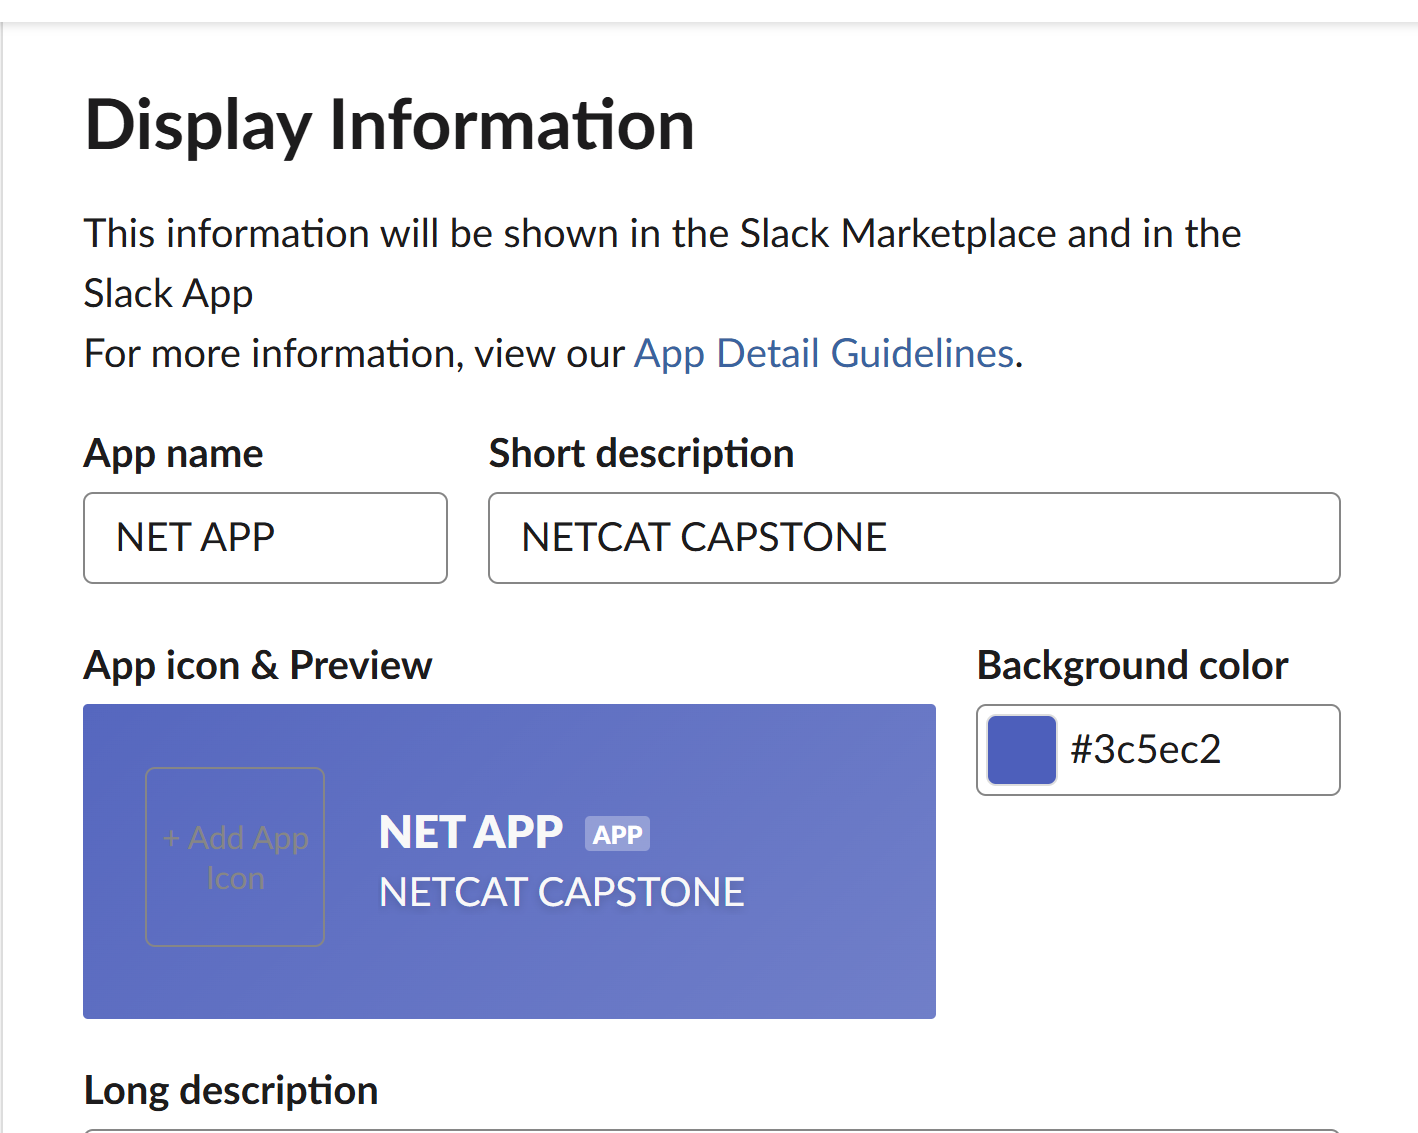 Display Information
This information will be shown in the Slack Marketplace and in the
Slack App
For more information, view our App Detail Guidelines.
App name
Short description
NET APP
NETCAT CAPSTONE
App icon & Preview
Background color
#3c5ec2
+ Add App
Icon
NET APP APP
NETCAT CAPSTONE
Long description